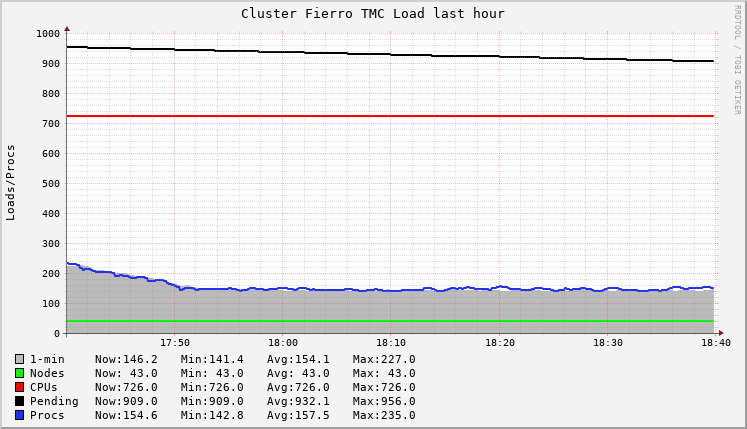 Cluster Fierro TMC Load last hour
RRDTOOL / TOBI OETIKER
Loads/Procs
1000
900
800
700
600
500
400
300
200
100
0
17:50 18:00 18:10 18:20 18:30 18:40
1-min Now:146.2 Min:141.4 Avg:154.1 Max:227.0
Nodes Now: 43.0 Min: 43.0 Avg: 43.0 Max: 43.0
CPUs Now:726.0 Min:726.0 Avg:726.0 Max:726.0
Pending Now:909.0 Min:909.0 Avg:932.1 Max:956.0
Procs Now:154.6 Min:142.8 Avg:157.5 Max:235.0